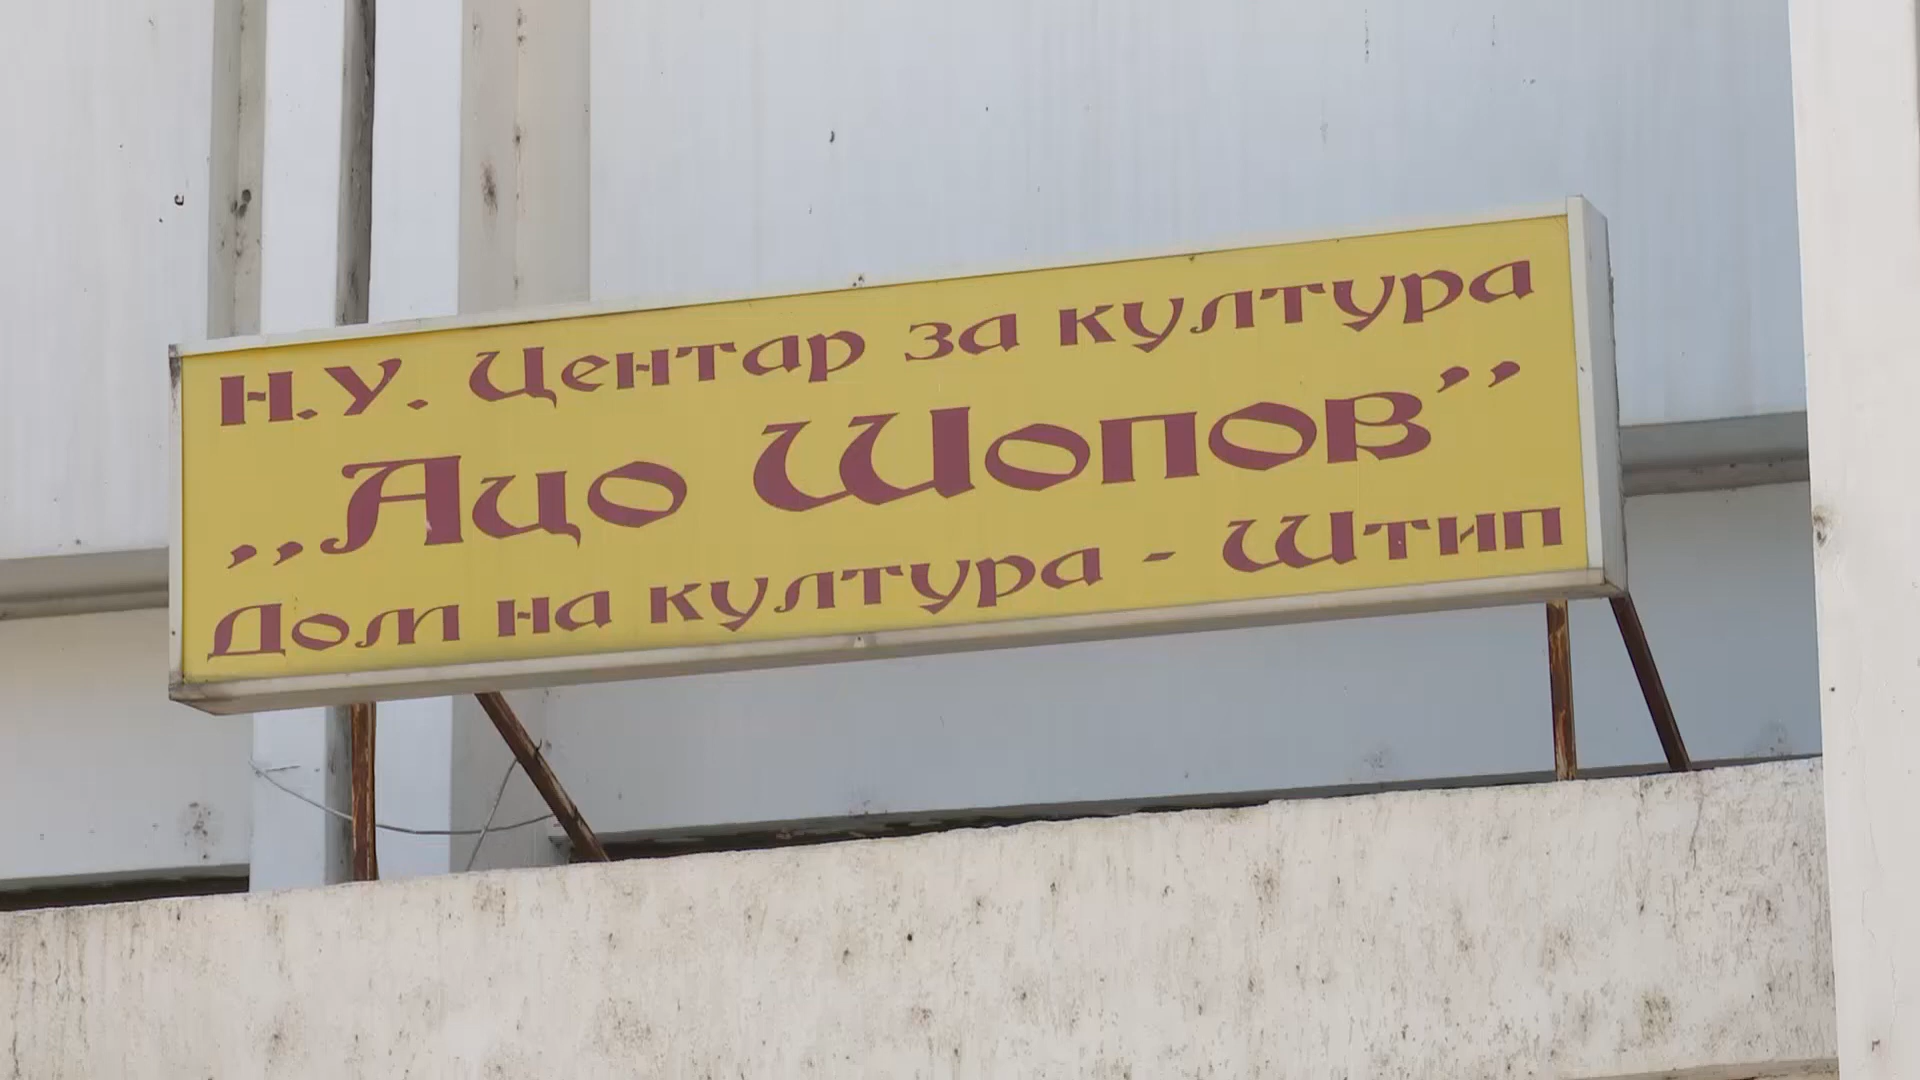 Н.У. Центар за култура
,,Ацо Шопов''
Дом на култура - Штип